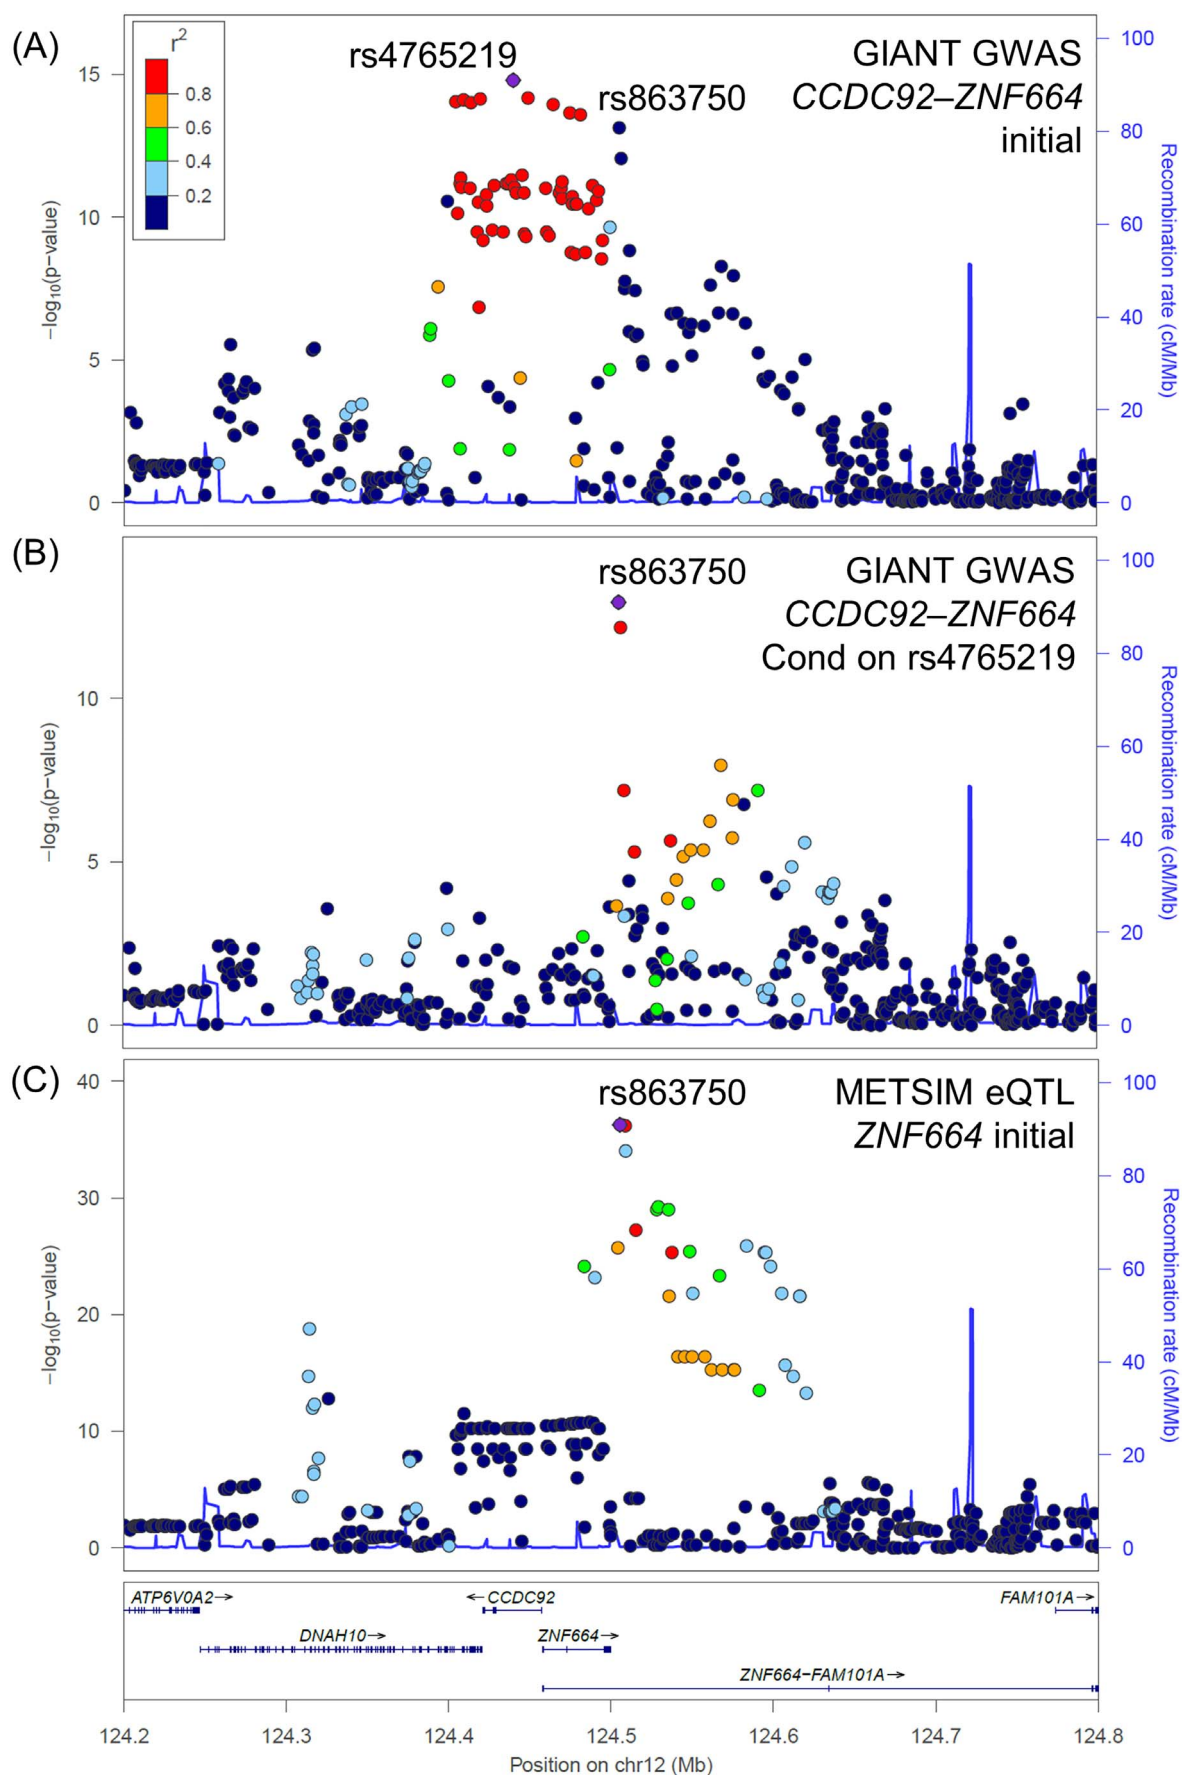 (A)
r2
0.8
0.6
0.4
0.2
rs4765219
rs863750
GIANT GWAS
CCDC92–ZNF664
initial
15
10
5
0
−log10(p−value)
100
80
60
40
20
0
Recombination rate (cM/Mb)
(B)
rs863750
GIANT GWAS
CCDC92–ZNF664
Cond on rs4765219
10
5
0
−log10(p−value)
100
80
60
40
20
0
Recombination rate (cM/Mb)
(C)
rs863750
METSIM eQTL
ZNF664 initial
40
30
20
10
0
−log10(p−value)
100
80
60
40
20
0
Recombination rate (cM/Mb)
ATP6V0A2→ ←CCDC92 FAM101A→
DNAH10→ ZNF664→
ZNF664−FAM101A→
124.2 124.3 124.4 124.5 124.6 124.7 124.8
Position on chr12 (Mb)